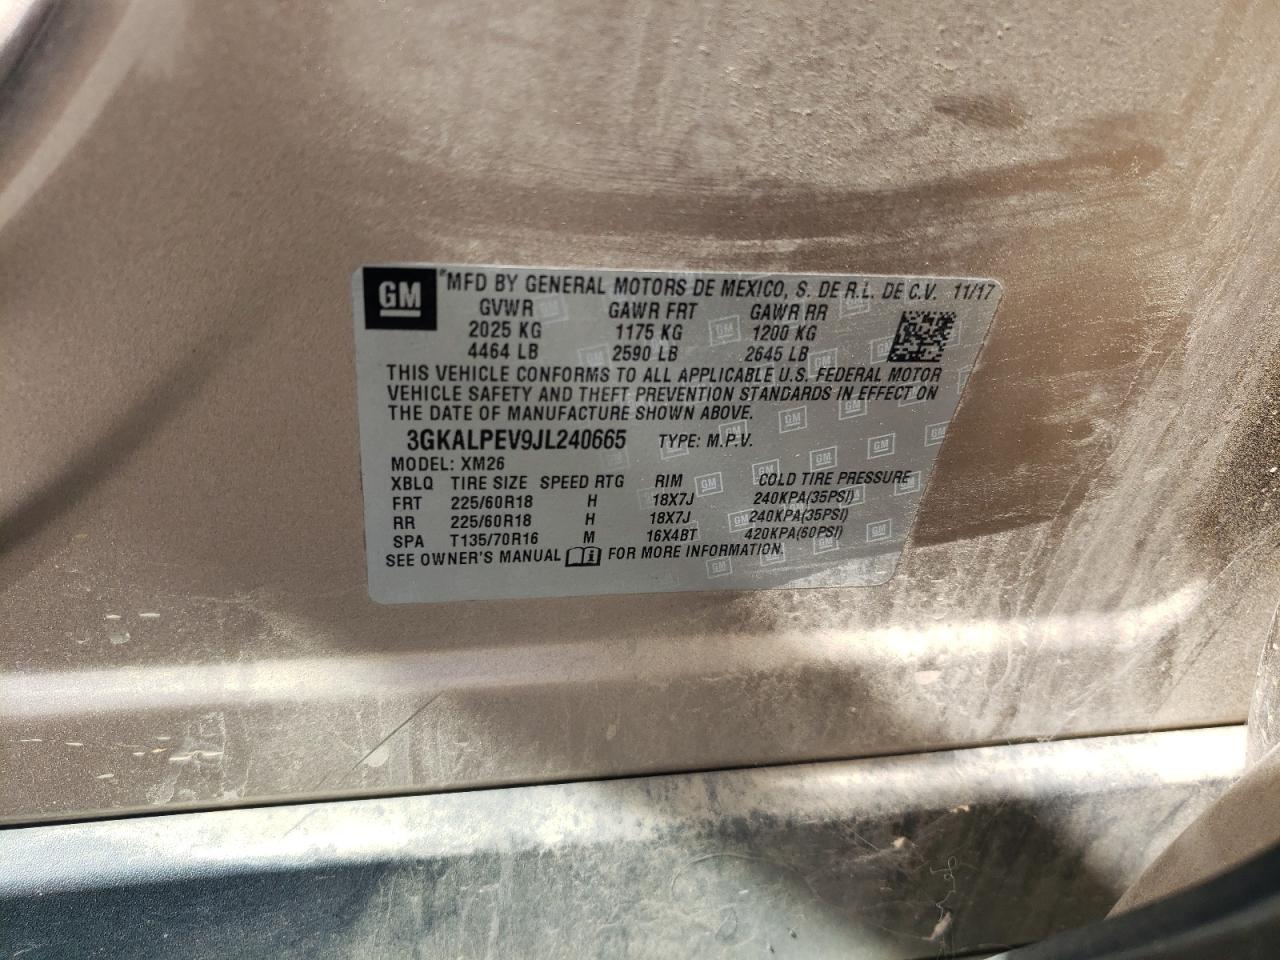 GM ®MFD BY GENERAL MOTORS DE MEXICO, S. DE R.L. DE C.V. 11/17
GVWR GAWR FRT GAWR RR
2025 KG 1175 KG 1200 KG
4464 LB 2590 LB 2645 LB
THIS VEHICLE CONFORMS TO ALL APPLICABLE U.S. FEDERAL MOTOR
VEHICLE SAFETY AND THEFT PREVENTION STANDARDS IN EFFECT ON
THE DATE OF MANUFACTURE SHOWN ABOVE.
3GKALPEV9JL240665 TYPE: M.P.V.
MODEL: XM26
XBLQ TIRE SIZE SPEED RTG RIM COLD TIRE PRESSURE
FRT 225/60R18 H 18X7J 240KPA(35PSI)
RR 225/60R18 H 18X7J 240KPA(35PSI)
SPA T135/70R16 M 16X4BT 420KPA(60PSI)
SEE OWNER'S MANUAL FOR MORE INFORMATION.